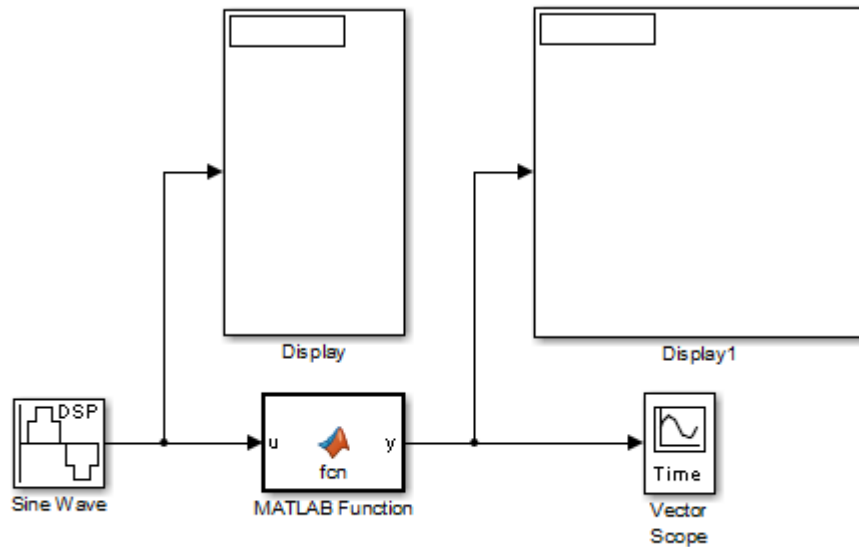 Display
Display1
DSP
Sine Wave
u
fcn
y
MATLAB Function
Time
Vector
Scope